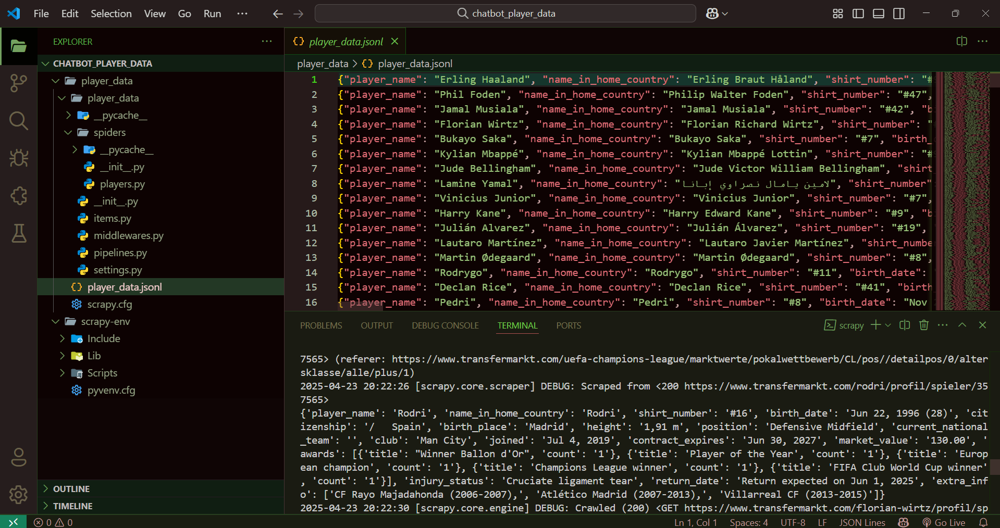 File Edit Selection View Go Run ··· chatbot_player_data
EXPLORER
CHATBOT_PLAYER_DATA
player_data
player_data
__pycache__
spiders
__pycache__
__init__.py
players.py
__init__.py
items.py
middlewares.py
pipelines.py
settings.py
player_data.jsonl
scrapy.cfg
scrapy-env
Include
Lib
Scripts
pyvenv.cfg
OUTLINE
TIMELINE
player_data.jsonl
player_data > {} player_data.jsonl
1 {"player_name": "Erling Haaland", "name_in_home_country": "Erling Braut Håland", "shirt_number": "#
2 {"player_name": "Phil Foden", "name_in_home_country": "Philip Walter Foden", "shirt_number": "#47",
3 {"player_name": "Jamal Musiala", "name_in_home_country": "Jamal Musiala", "shirt_number": "#42", "b
4 {"player_name": "Florian Wirtz", "name_in_home_country": "Florian Richard Wirtz", "shirt_number": "
5 {"player_name": "Bukayo Saka", "name_in_home_country": "Bukayo Saka", "shirt_number": "#7", "birth_
6 {"player_name": "Kylian Mbappé", "name_in_home_country": "Kylian Mbappé Lottin", "shirt_number": "#
7 {"player_name": "Jude Bellingham", "name_in_home_country": "Jude Victor William Bellingham", "shirt
8 {"player_name": "Lamine Yamal", "name_in_home_country": "لامين يامال نصراوي إبانا", "shirt_number"
9 {"player_name": "Vinicius Junior", "name_in_home_country": "Vinicius Junior", "shirt_number": "#7",
10 {"player_name": "Harry Kane", "name_in_home_country": "Harry Edward Kane", "shirt_number": "#9", "b
11 {"player_name": "Julián Alvarez", "name_in_home_country": "Julián Álvarez", "shirt_number": "#19",
12 {"player_name": "Lautaro Martínez", "name_in_home_country": "Lautaro Javier Martínez", "shirt_numbe
13 {"player_name": "Martin Ødegaard", "name_in_home_country": "Martin Ødegaard", "shirt_number": "#8",
14 {"player_name": "Rodrygo", "name_in_home_country": "Rodrygo", "shirt_number": "#11", "birth_date":
15 {"player_name": "Declan Rice", "name_in_home_country": "Declan Rice", "shirt_number": "#41", "birth
16 {"player_name": "Pedri", "name_in_home_country": "Pedri", "shirt_number": "#8", "birth_date": "Nov
PROBLEMS OUTPUT DEBUG CONSOLE TERMINAL PORTS scrapy
7565> (referer: https://www.transfermarkt.com/uefa-champions-league/marktwerte/pokalwettbewerb/CL/pos//detailpos/0/alter
sklasse/alle/plus/1)
2025-04-23 20:22:26 [scrapy.core.scraper] DEBUG: Scraped from <200 https://www.transfermarkt.com/rodri/profil/spieler/35
7565>
{'player_name': 'Rodri', 'name_in_home_country': 'Rodri', 'shirt_number': '#16', 'birth_date': 'Jun 22, 1996 (28)', 'cit
izenship': '/   Spain', 'birth_place': 'Madrid', 'height': '1,91 m', 'position': 'Defensive Midfield', 'current_national
_team': '', 'club': 'Man City', 'joined': 'Jul 4, 2019', 'contract_expires': 'Jun 30, 2027', 'market_value': '130.00', '
awards': [{'title': "Winner Ballon d'Or", 'count': '1'}, {'title': 'Player of the Year', 'count': '1'}, {'title': 'Europ
ean champion', 'count': '1'}, {'title': 'Champions League winner', 'count': '1'}, {'title': 'FIFA Club World Cup winner'
, 'count': '1'}], 'injury_status': 'Cruciate ligament tear', 'return_date': 'Return expected on Jun 1, 2025', 'extra_inf
o': ['CF Rayo Majadahonda (2006-2007),', 'Atlético Madrid (2007-2013),', 'Villarreal CF (2013-2015)']}
2025-04-23 20:22:30 [scrapy.core.engine] DEBUG: Crawled (200) <GET https://www.transfermarkt.com/florian-wirtz/profil/sp
0 0 Ln 1, Col 1 Spaces: 4 UTF-8 LF JSON Lines Go Live